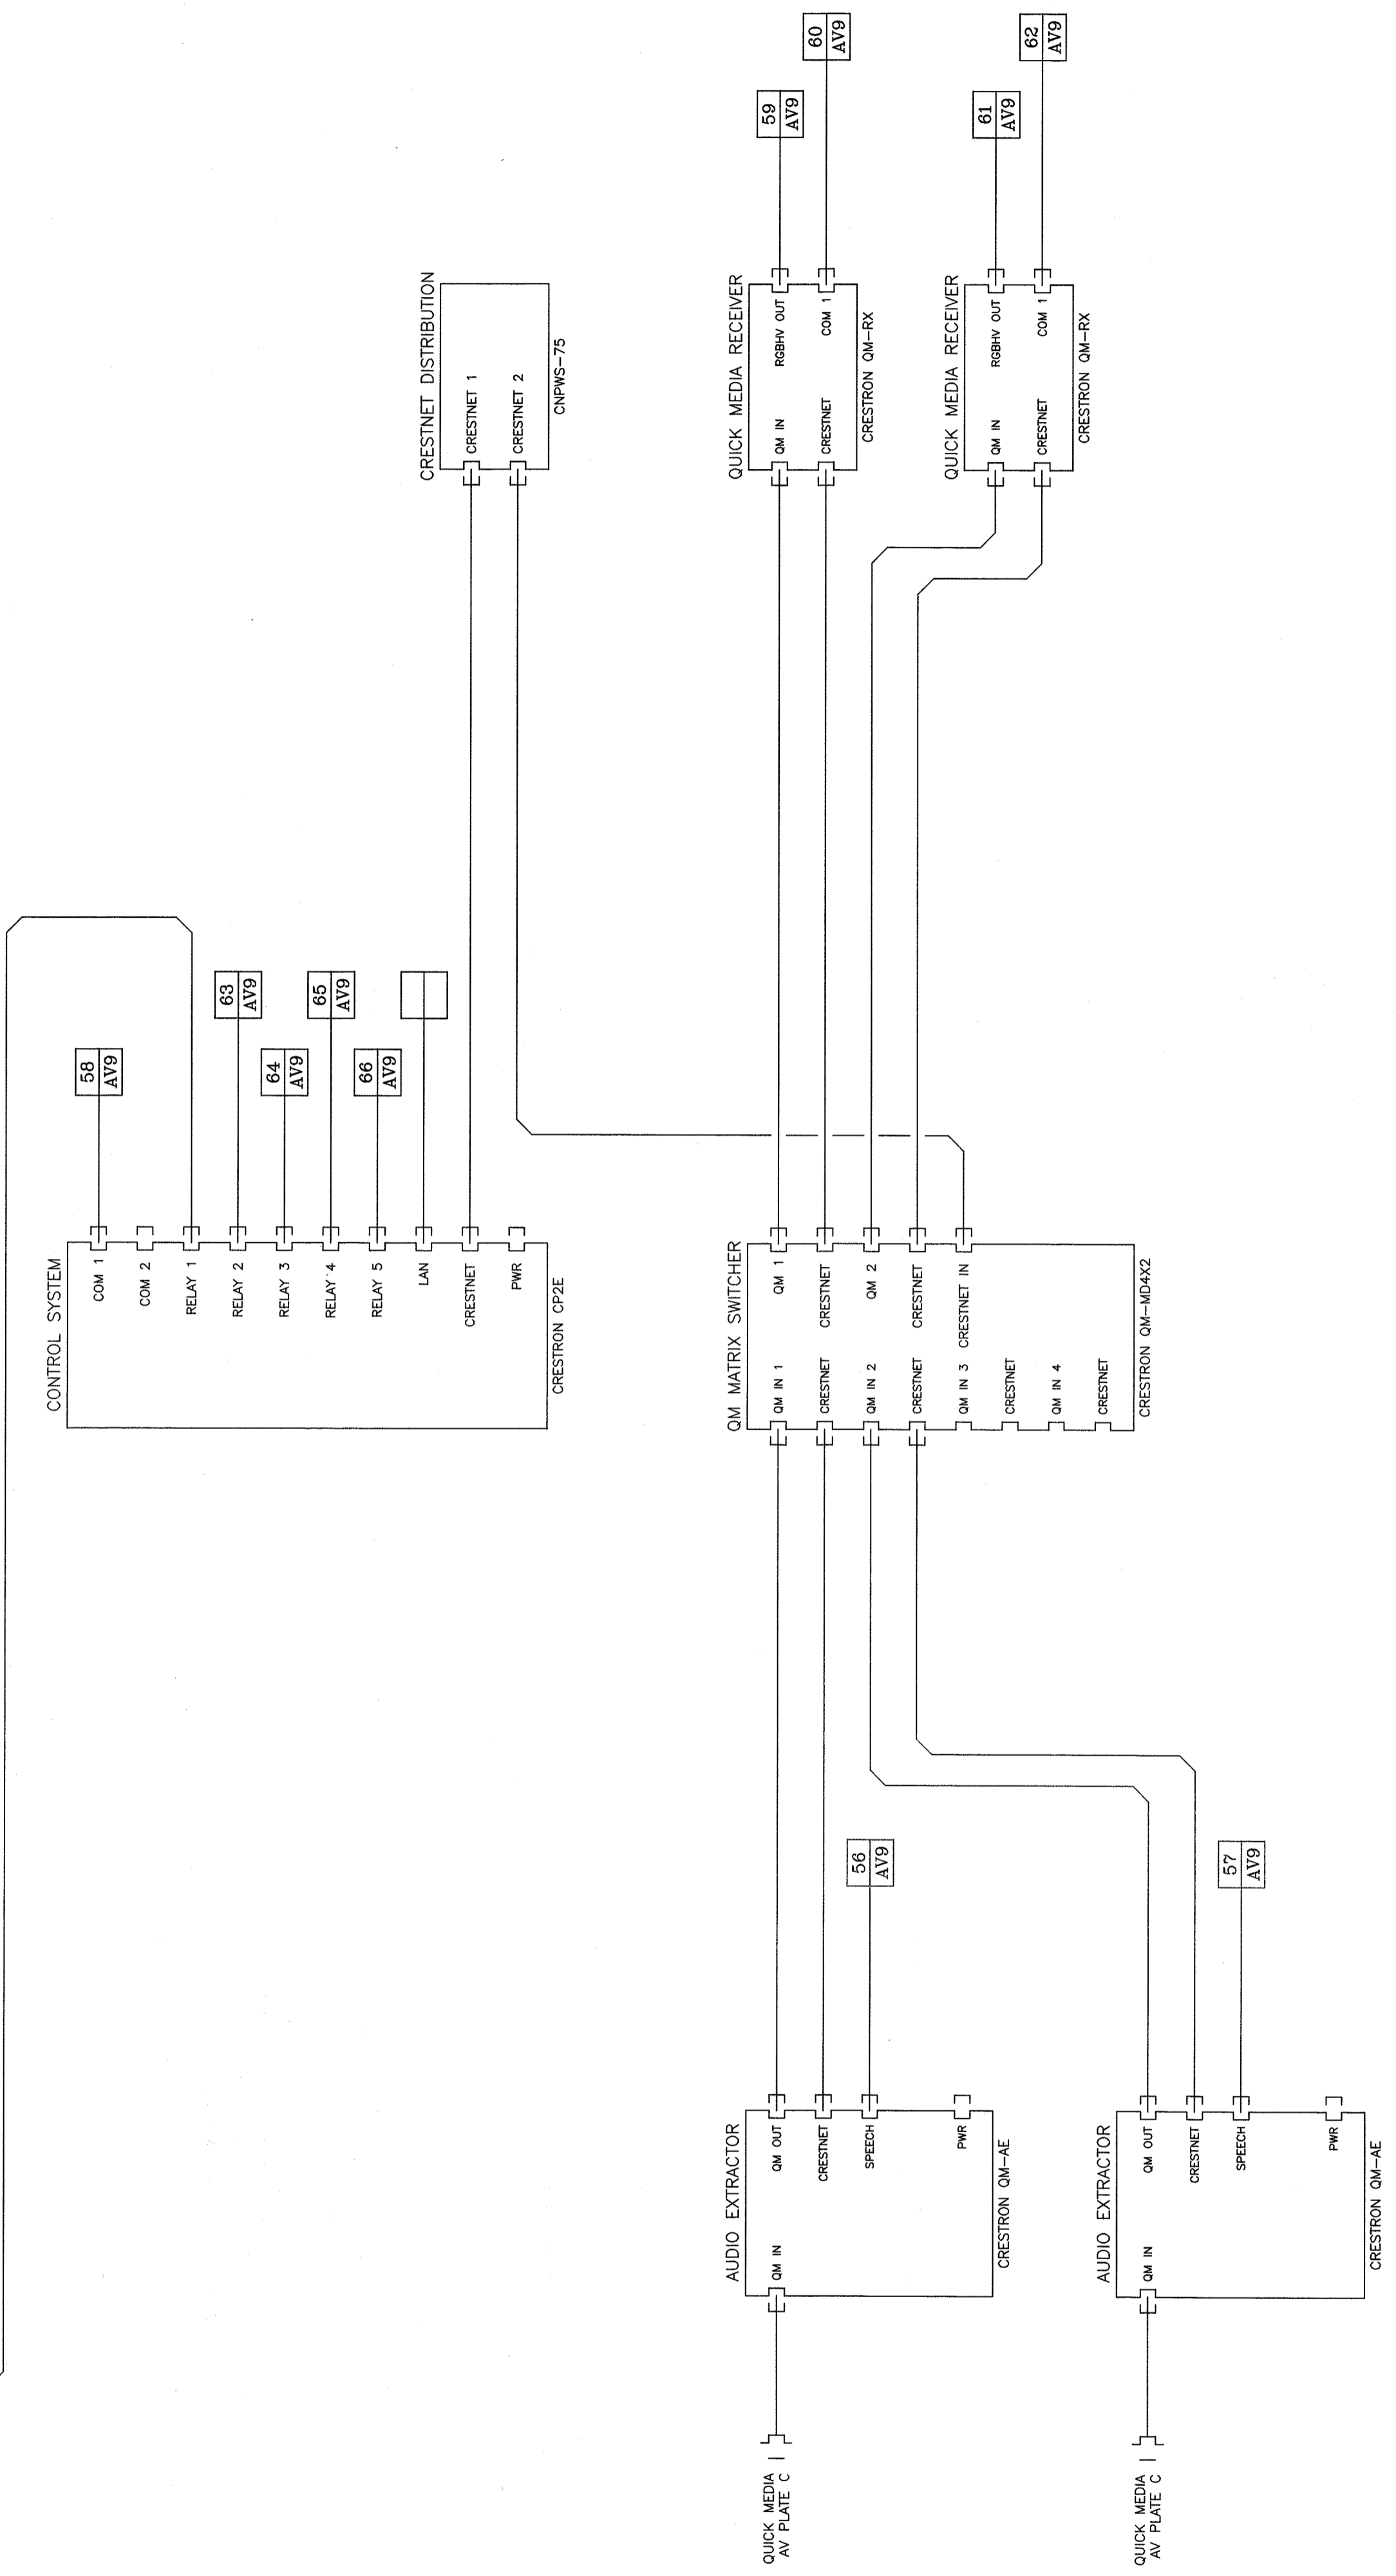 CONTROL SYSTEM
COM 1
COM 2
RELAY 1
RELAY 2
RELAY 3
RELAY 4
RELAY 5
LAN
CRESTNET
PWR
CRESTRON CP2E
58
AV9
63
AV9
64
AV9
65
AV9
66
AV9
CRESTNET DISTRIBUTION
CRESTNET 1
CRESTNET 2
CNPWS-75
QUICK MEDIA
AV PLATE C
AUDIO EXTRACTOR
QM IN
QM OUT
CRESTNET
SPEECH
PWR
CRESTRON QM-AE
56
AV9
QM MATRIX SWITCHER
QM IN 1
QM 1
CRESTNET
CRESTNET
QM IN 2
QM 2
CRESTNET
CRESTNET
QM IN 3
CRESTNET IN
CRESTNET
QM IN 4
CRESTNET
CRESTRON QM-MD4X2
QUICK MEDIA RECEIVER
QM IN
RGBHV OUT
CRESTNET
COM 1
CRESTRON QM-RX
59
AV9
60
AV9
QUICK MEDIA RECEIVER
QM IN
RGBHV OUT
CRESTNET
COM 1
CRESTRON QM-RX
61
AV9
62
AV9
QUICK MEDIA
AV PLATE C
AUDIO EXTRACTOR
QM IN
QM OUT
CRESTNET
SPEECH
PWR
CRESTRON QM-AE
57
AV9